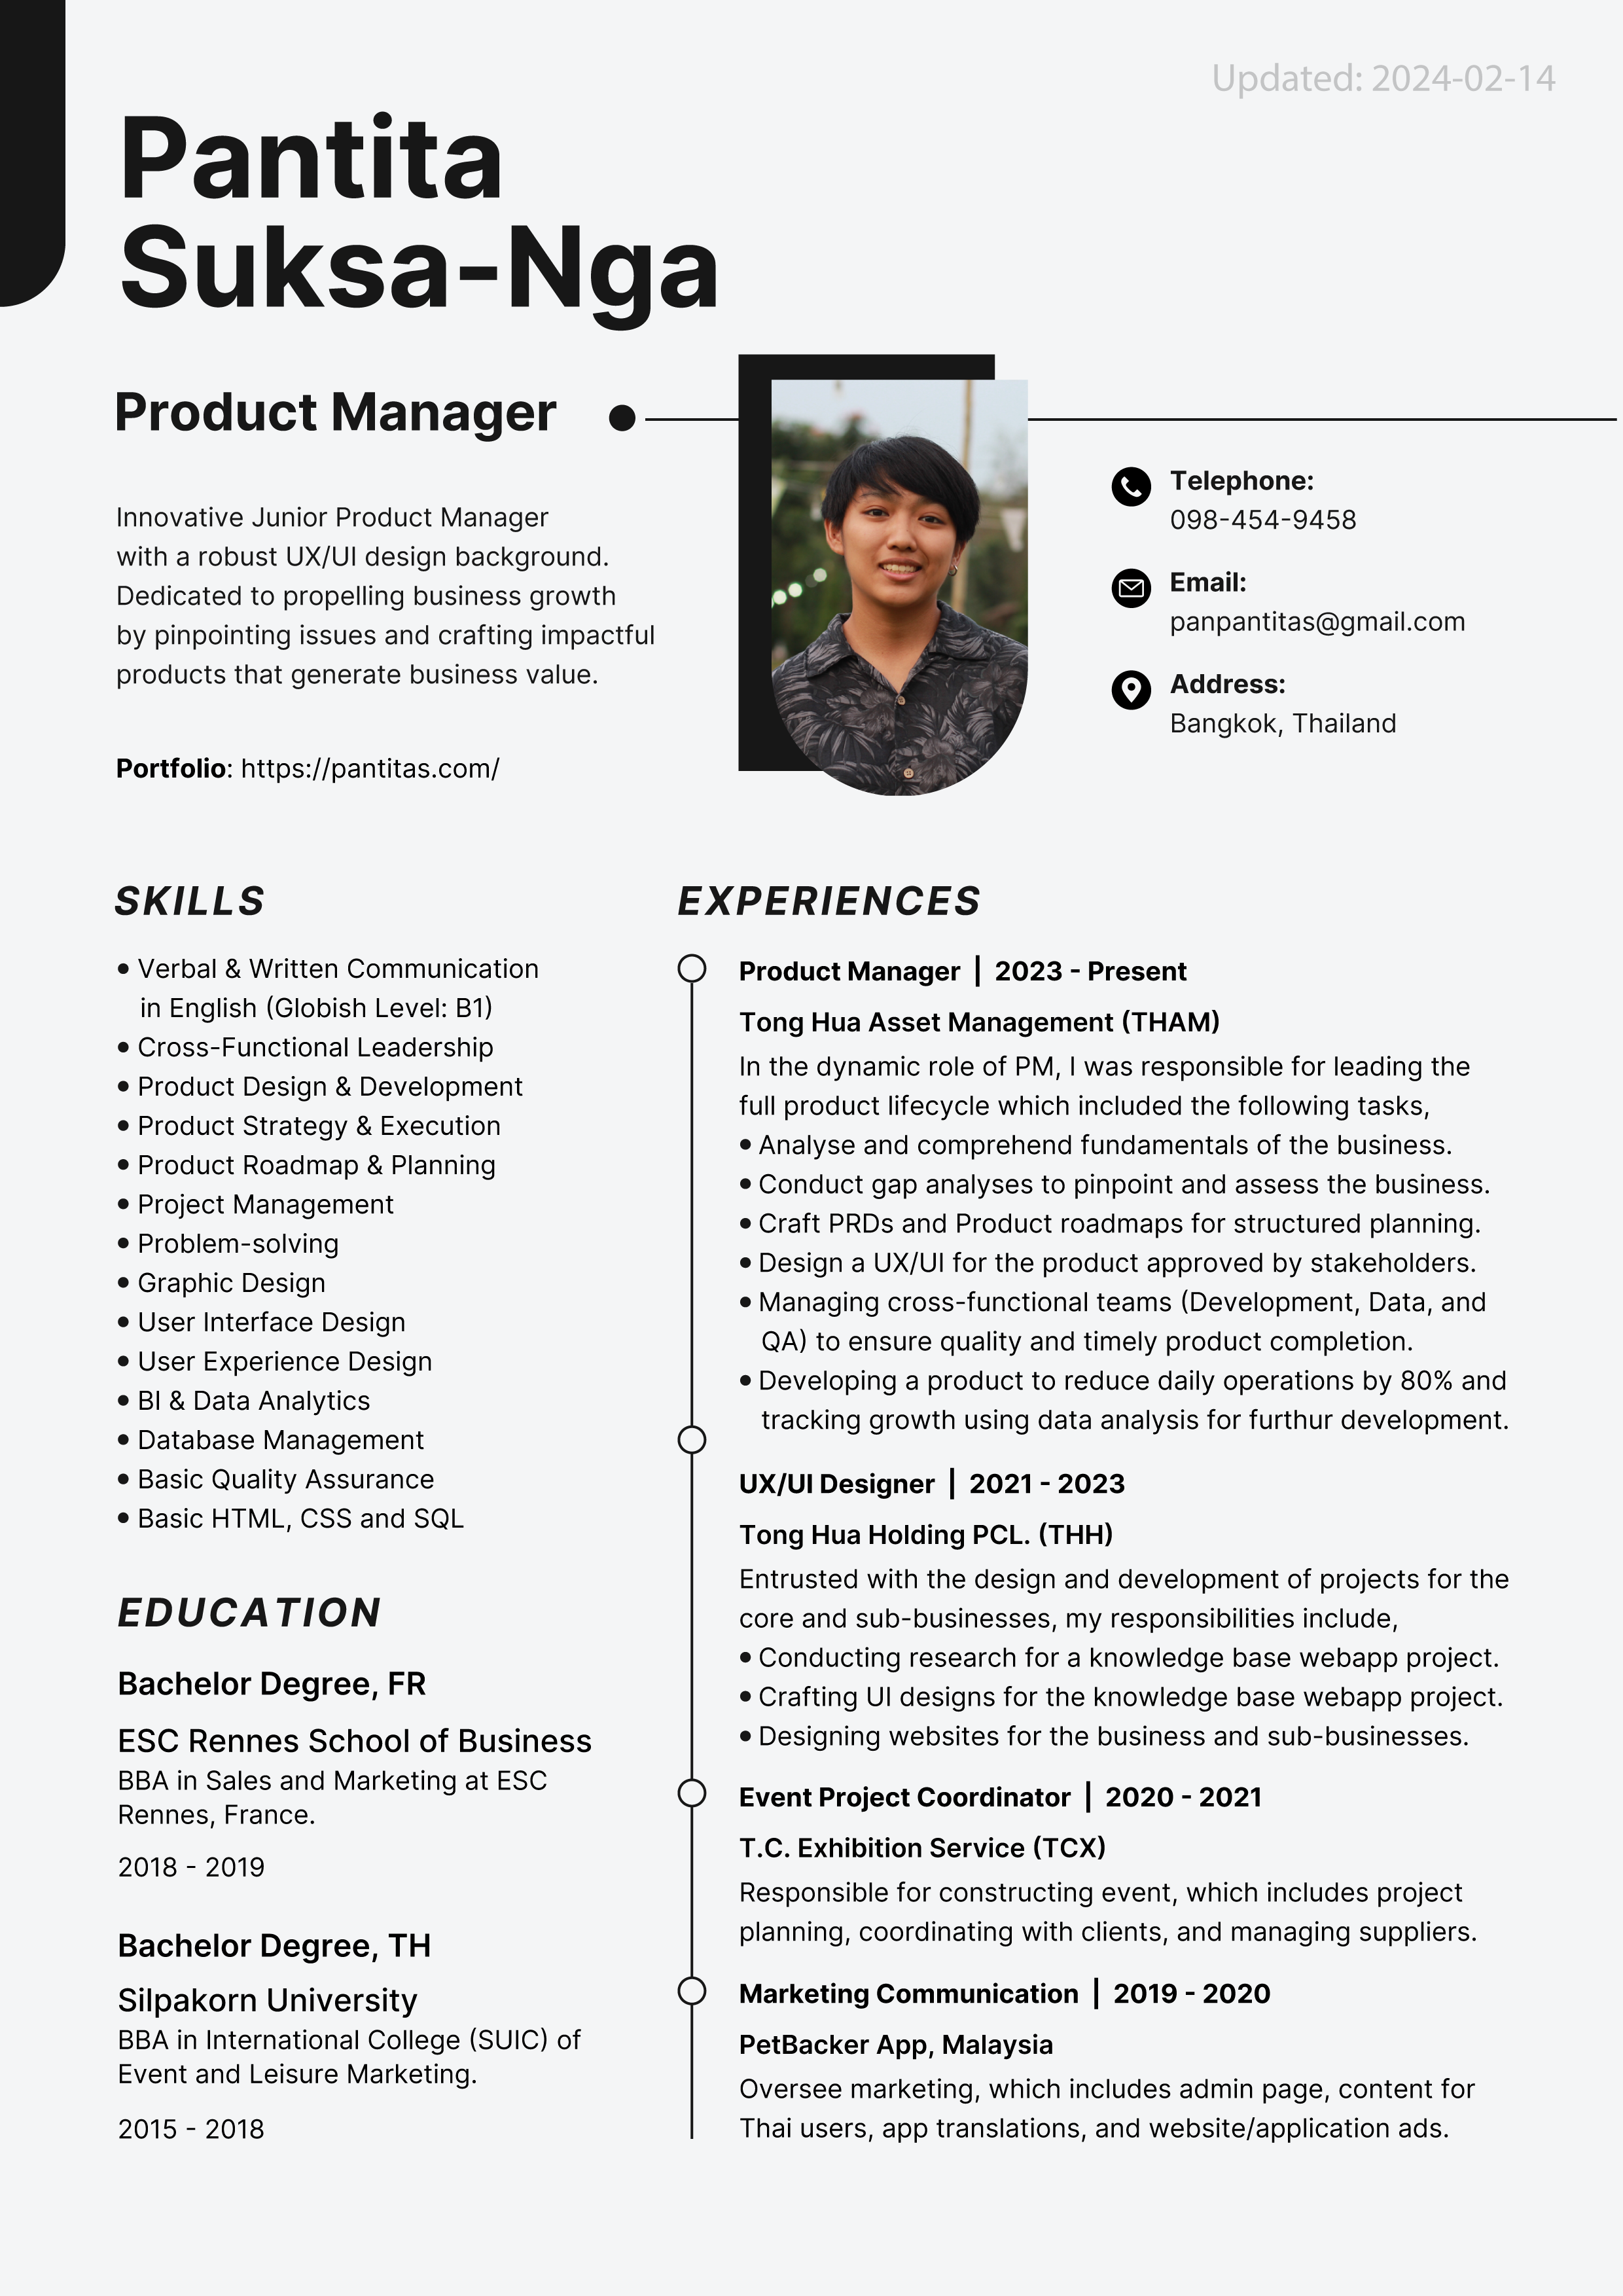 Updated: 2024-02-14
Pantita
Suksa-Nga
Product Manager
Innovative Junior Product Manager
with a robust UX/UI design background.
Dedicated to propelling business growth
by pinpointing issues and crafting impactful
products that generate business value.
Portfolio: https://pantitas.com/
Telephone:
098-454-9458
Email:
panpantitas@gmail.com
Address:
Bangkok, Thailand
SKILLS
• Verbal & Written Communication
in English (Globish Level: B1)
• Cross-Functional Leadership
• Product Design & Development
• Product Strategy & Execution
• Product Roadmap & Planning
• Project Management
• Problem-solving
• Graphic Design
• User Interface Design
• User Experience Design
• BI & Data Analytics
• Database Management
• Basic Quality Assurance
• Basic HTML, CSS and SQL
EDUCATION
Bachelor Degree, FR
ESC Rennes School of Business
BBA in Sales and Marketing at ESC
Rennes, France.
2018 - 2019
Bachelor Degree, TH
Silpakorn University
BBA in International College (SUIC) of
Event and Leisure Marketing.
2015 - 2018
EXPERIENCES
Product Manager | 2023 - Present
Tong Hua Asset Management (THAM)
In the dynamic role of PM, I was responsible for leading the
full product lifecycle which included the following tasks,
• Analyse and comprehend fundamentals of the business.
• Conduct gap analyses to pinpoint and assess the business.
• Craft PRDs and Product roadmaps for structured planning.
• Design a UX/UI for the product approved by stakeholders.
• Managing cross-functional teams (Development, Data, and
QA) to ensure quality and timely product completion.
• Developing a product to reduce daily operations by 80% and
tracking growth using data analysis for furthur development.
UX/UI Designer | 2021 - 2023
Tong Hua Holding PCL. (THH)
Entrusted with the design and development of projects for the
core and sub-businesses, my responsibilities include,
• Conducting research for a knowledge base webapp project.
• Crafting UI designs for the knowledge base webapp project.
• Designing websites for the business and sub-businesses.
Event Project Coordinator | 2020 - 2021
T.C. Exhibition Service (TCX)
Responsible for constructing event, which includes project
planning, coordinating with clients, and managing suppliers.
Marketing Communication | 2019 - 2020
PetBacker App, Malaysia
Oversee marketing, which includes admin page, content for
Thai users, app translations, and website/application ads.